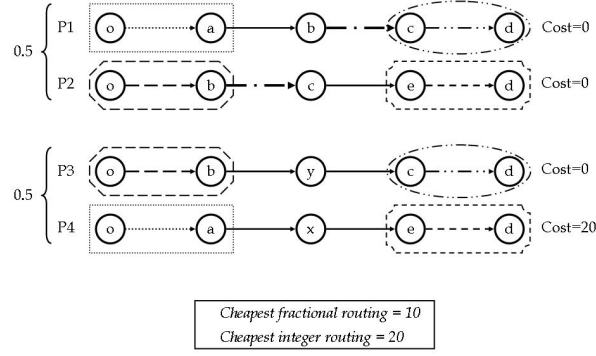 0.5
P1 o a b c d Cost=0
P2 o b c e d Cost=0
0.5
P3 o b y c d Cost=0
P4 o a x e d Cost=20
Cheapest fractional routing = 10
Cheapest integer routing = 20